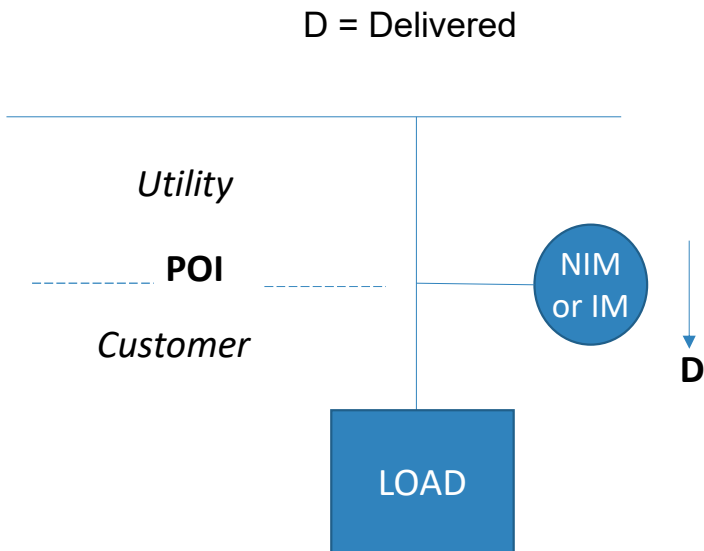 D = Delivered
Utility
POI
NIM
or IM
Customer
D
LOAD